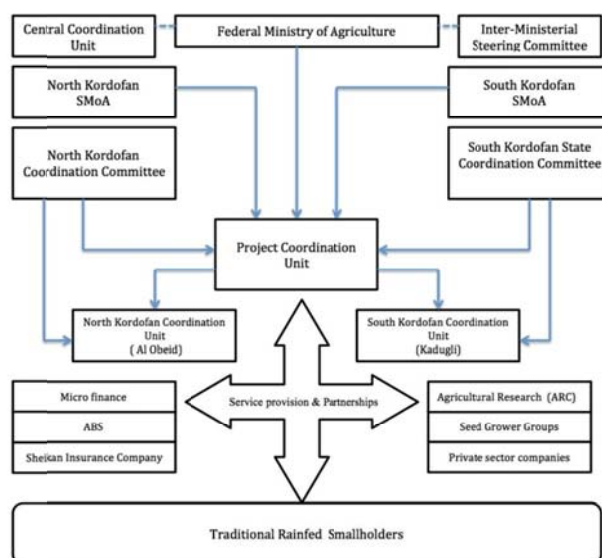 Central Coordination
Unit
Federal Ministry of Agriculture
Inter-Ministerial
Steering Committee
North Kordofan
SMoA
South Kordofan
SMoA
North Kordofan
Coordination Committee
South Kordofan State
Coordination Committee
Project Coordination
Unit
North Kordofan Coordination
Unit
( Al Obeid)
South Kordofan Coordination
Unit
(Kadugli)
Micro finance
ABS
Sheikan Insurance Company
Service provision & Partnerships
Agricultural Research (ARC)
Seed Grower Groups
Private sector companies
Traditional Rainfed Smallholders